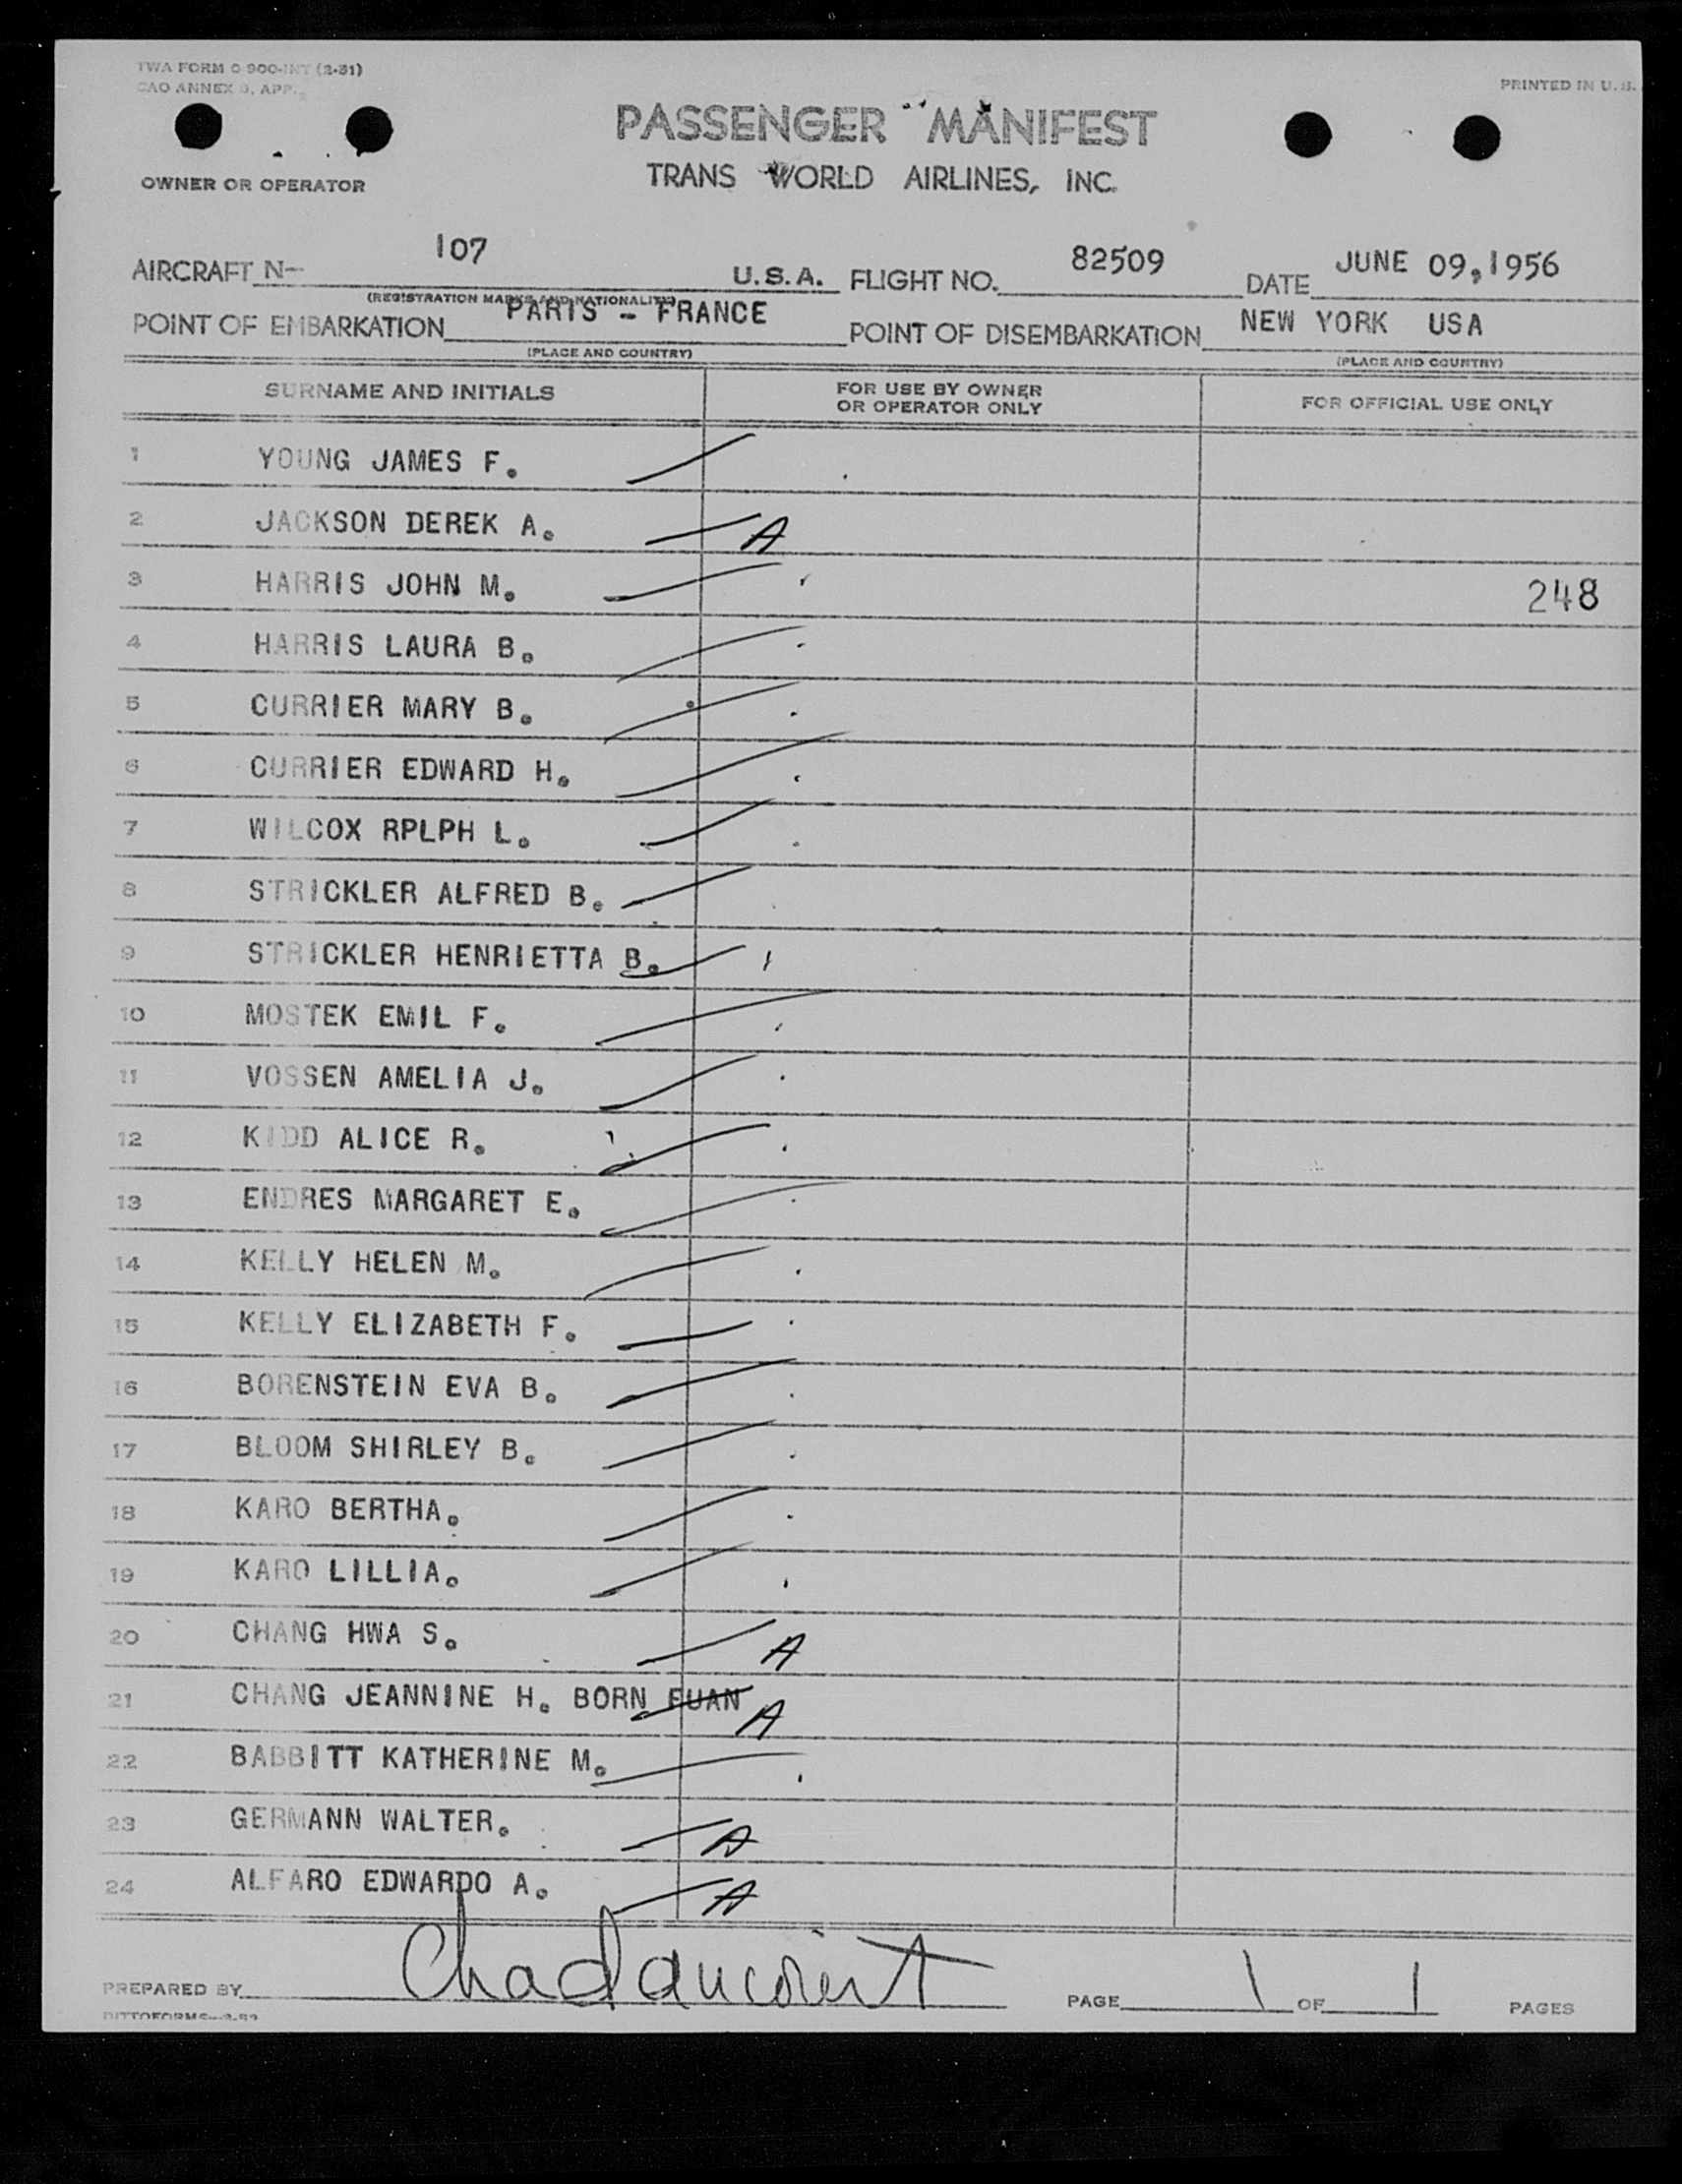 TWA FORM O-900-INT (2-51)
CAO ANNEX 9, APP.
PRINTED IN U.S.
PASSENGER MANIFEST
OWNER OR OPERATOR
TRANS WORLD AIRLINES, INC.
AIRCRAFT N- 107 U.S.A. FLIGHT NO. 82509 DATE JUNE 09,1956
(REGISTRATION MARKS AND NATIONALITY)
POINT OF EMBARKATION PARIS - FRANCE POINT OF DISEMBARKATION NEW YORK USA
(PLACE AND COUNTRY) (PLACE AND COUNTRY)
SURNAME AND INITIALS FOR USE BY OWNER OR OPERATOR ONLY FOR OFFICIAL USE ONLY
1 YOUNG JAMES F.
2 JACKSON DEREK A. A
3 HARRIS JOHN M. 248
4 HARRIS LAURA B.
5 CURRIER MARY B.
6 CURRIER EDWARD H.
7 WILCOX RPLPH L.
8 STRICKLER ALFRED B.
9 STRICKLER HENRIETTA B.
10 MOSTEK EMIL F.
11 VOSSEN AMELIA J.
12 KIDD ALICE R.
13 ENDRES MARGARET E.
14 KELLY HELEN M.
15 KELLY ELIZABETH F.
16 BORENSTEIN EVA B.
17 BLOOM SHIRLEY B.
18 KARO BERTHA.
19 KARO LILLIA.
20 CHANG HWA S. A
21 CHANG JEANNINE H. BORN EUAN A
22 BABBITT KATHERINE M.
23 GERMANN WALTER. A
24 ALFARO EDWARDO A. A
PREPARED BY PAGE 1 OF 1 PAGES
DITTOFORMS-2-52